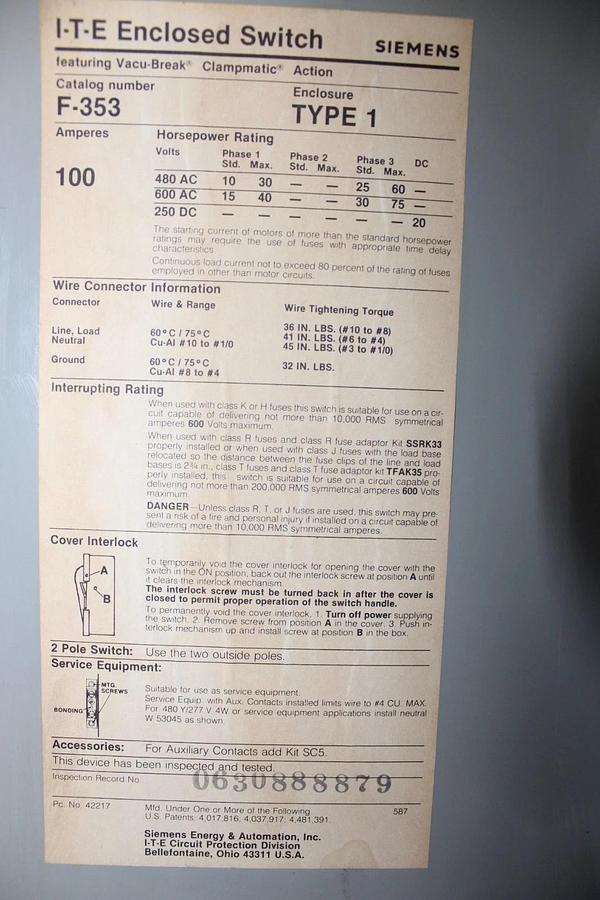 I-T-E Enclosed Switch
SIEMENS
featuring Vacu-Break® Clampmatic® Action
Catalog number
F-353
Enclosure
TYPE 1
Amperes
100
Horsepower Rating
Volts Phase 1 Phase 2 Phase 3 DC
Std. Max. Std. Max. Std. Max.
480 AC 10 30 — — 25 60 —
600 AC 15 40 — — 30 75 —
250 DC — — — — — — 20
The starting current of motors of more than the standard horsepower
ratings may require the use of fuses with appropriate time delay
characteristics.
Continuous load current not to exceed 80 percent of the rating of fuses
employed in other than motor circuits.
Wire Connector Information
Connector Wire & Range Wire Tightening Torque
Line, Load
Neutral
60°C / 75°C
Cu-Al #10 to #1/0
36 IN. LBS. (#10 to #8)
41 IN. LBS. (#6 to #4)
45 IN. LBS. (#3 to #1/0)
Ground
60°C / 75°C
Cu-Al #8 to #4
32 IN. LBS.
Interrupting Rating
When used with class K or H fuses this switch is suitable for use on a cir-
cuit capable of delivering not more than 10,000 RMS symmetrical
amperes 600 Volts maximum.
When used with class R fuses and class R fuse adaptor Kit SSRK33
properly installed or when used with class J fuses with the load base
relocated so the distance between the fuse clips of the line and load
bases is 2¾ in., class T fuses and class T fuse adaptor kit TFAK35 pro-
perly installed, this switch is suitable for use on a circuit capable of
delivering not more than 200,000 RMS symmetrical amperes 600 Volts
maximum.
DANGER—Unless class R, T, or J fuses are used, this switch may pre-
sent a risk of a fire and personal injury if installed on a circuit capable of
delivering more than 10,000 RMS symmetrical amperes.
Cover Interlock
A
B
To temporarily void the cover interlock for opening the cover with the
switch in the ON position, back out the interlock screw at position A until
it clears the interlock mechanism.
The interlock screw must be turned back in after the cover is
closed to permit proper operation of the switch handle.
To permanently void the cover interlock, 1. Turn off power supplying
the switch. 2. Remove screw from position A in the cover. 3. Push in-
terlock mechanism up and install screw at position B in the box.
2 Pole Switch: Use the two outside poles.
Service Equipment:
MTG.
SCREWS
BONDING
Suitable for use as service equipment.
Service Equip. with Aux. Contacts installed limits wire to #4 CU. MAX.
For 480 Y/277 V 4W or service equipment applications install neutral
W 53045 as shown.
Accessories: For Auxiliary Contacts add Kit SC5.
This device has been inspected and tested.
Inspection Record No. 0630888879
Pc. No. 42217
Mfd. Under One or More of the Following 587
U.S. Patents: 4,017,816; 4,037,917; 4,481,391.
Siemens Energy & Automation, Inc.
I-T-E Circuit Protection Division
Bellefontaine, Ohio 43311 U.S.A.